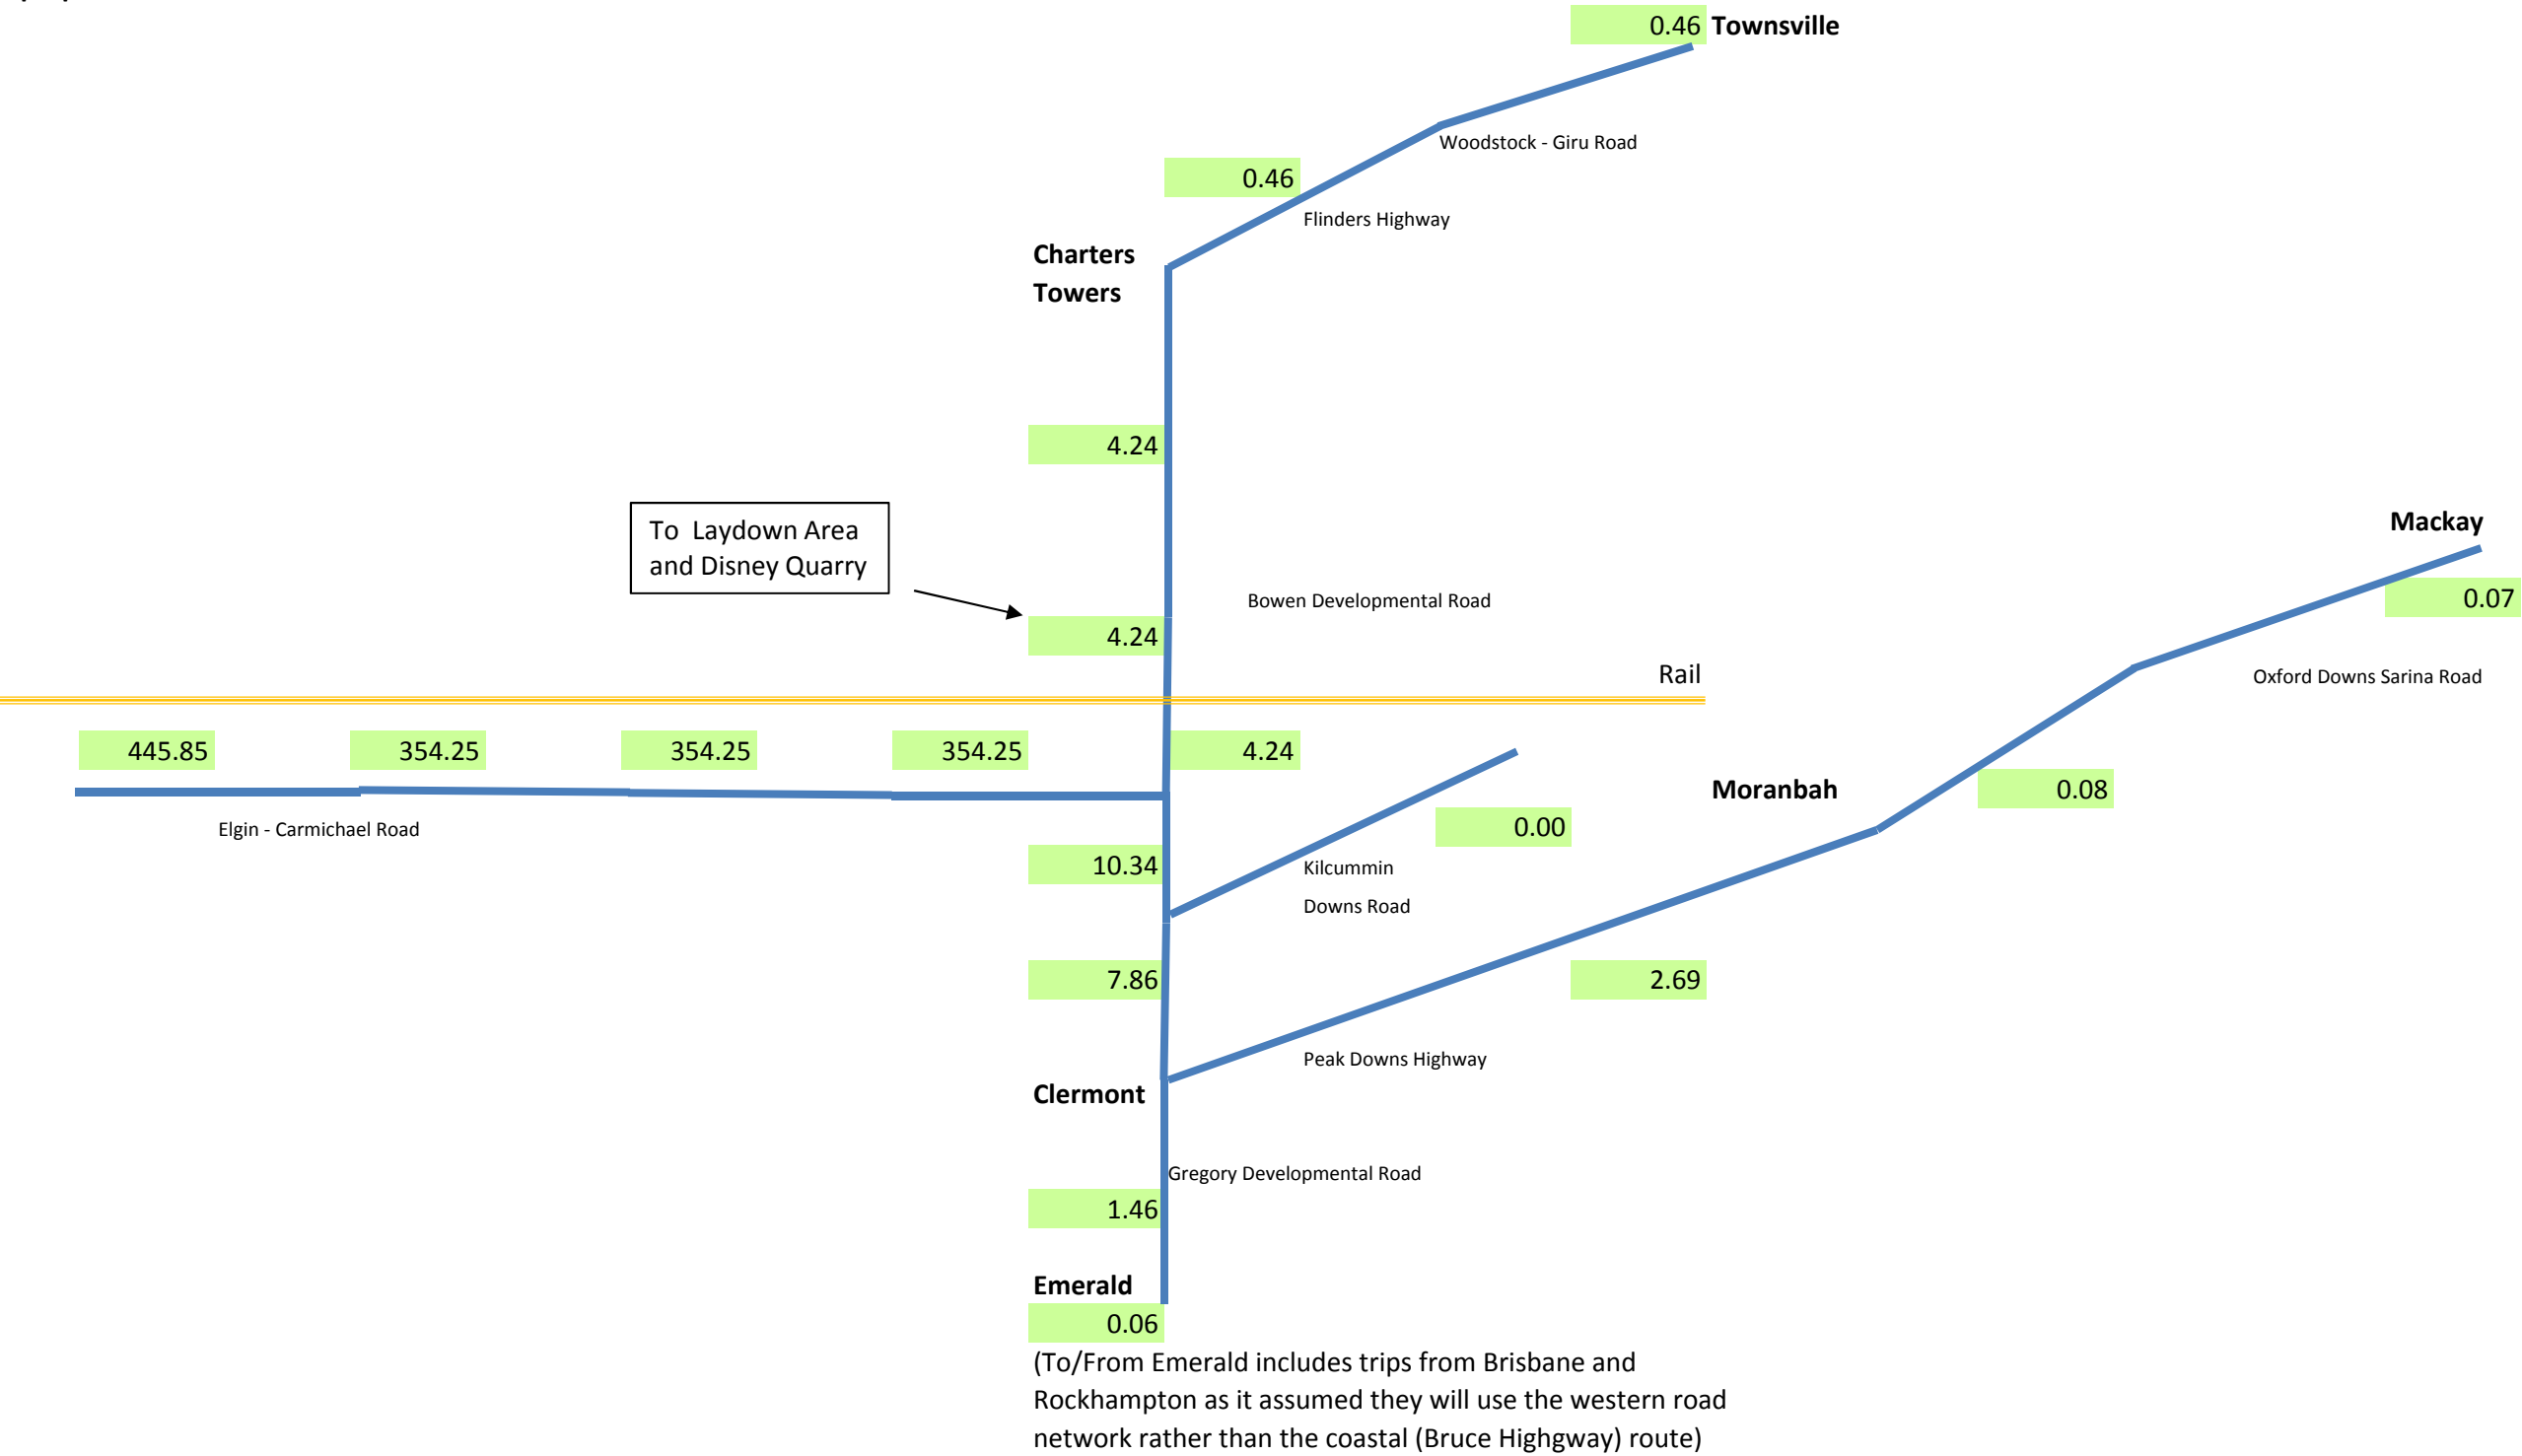 0.46 Townsville
Woodstock - Giru Road
0.46
Flinders Highway
Charters
Towers
4.24
To Laydown Area
and Disney Quarry
Mackay
Bowen Developmental Road
0.07
4.24
Rail
Oxford Downs Sarina Road
445.85 354.25 354.25 354.25 4.24
Moranbah
0.08
Elgin - Carmichael Road
0.00
10.34
Kilcummin
Downs Road
7.86
2.69
Peak Downs Highway
Clermont
Gregory Developmental Road
1.46
Emerald
0.06
(To/From Emerald includes trips from Brisbane and
Rockhampton as it assumed they will use the western road
network rather than the coastal (Bruce Highgway) route)